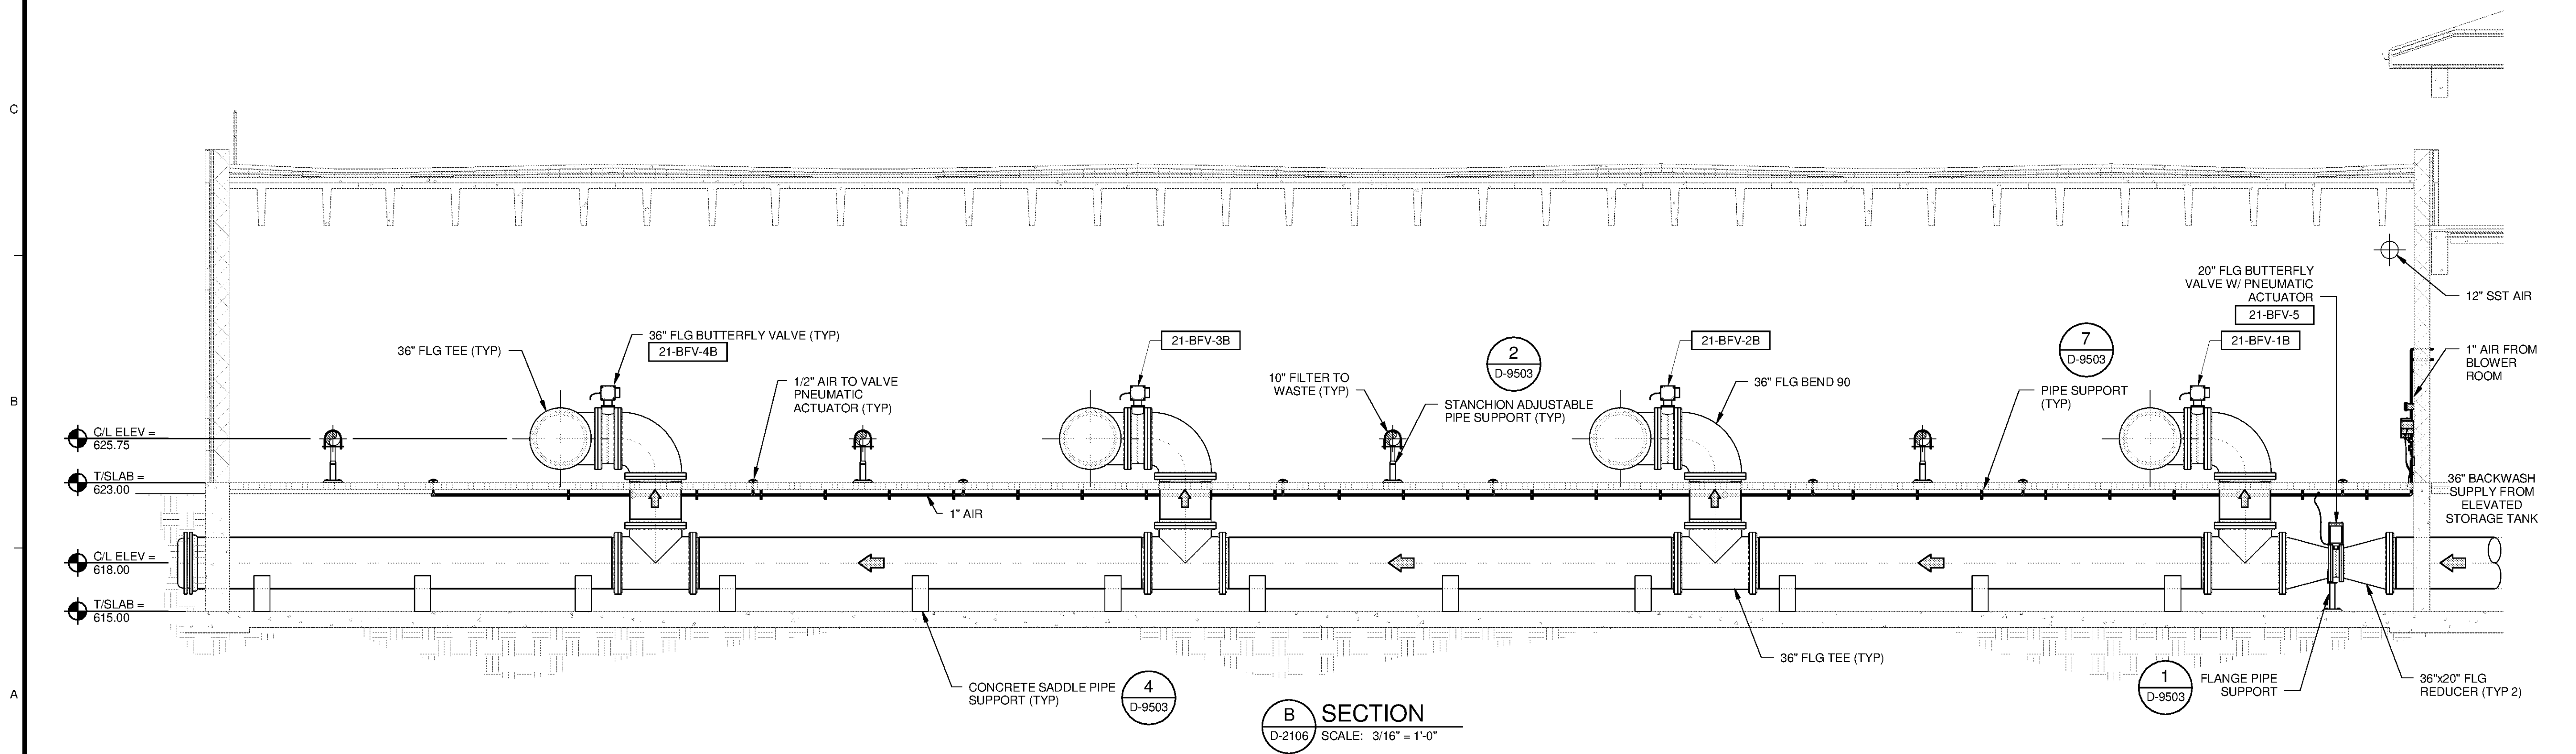 C
20" FLG BUTTERFLY
VALVE W/ PNEUMATIC
ACTUATOR
21-BFV-5
12" SST AIR
36" FLG TEE (TYP)
36" FLG BUTTERFLY VALVE (TYP)
21-BFV-4B
21-BFV-3B
2
D-9503
21-BFV-2B
7
D-9503
21-BFV-1B
1" AIR FROM
BLOWER
ROOM
B
1/2" AIR TO VALVE
PNEUMATIC
ACTUATOR (TYP)
10" FILTER TO
WASTE (TYP)
STANCHION ADJUSTABLE
PIPE SUPPORT (TYP)
36" FLG BEND 90
PIPE SUPPORT
(TYP)
C/L ELEV =
625.75
T/SLAB =
623.00
1" AIR
36" BACKWASH
SUPPLY FROM
ELEVATED
STORAGE TANK
C/L ELEV =
618.00
T/SLAB =
615.00
A
CONCRETE SADDLE PIPE
SUPPORT (TYP)
4
D-9503
36" FLG TEE (TYP)
1
D-9503
FLANGE PIPE
SUPPORT
36"x20" FLG
REDUCER (TYP 2)
B
D-2106
SECTION
SCALE: 3/16" = 1'-0"